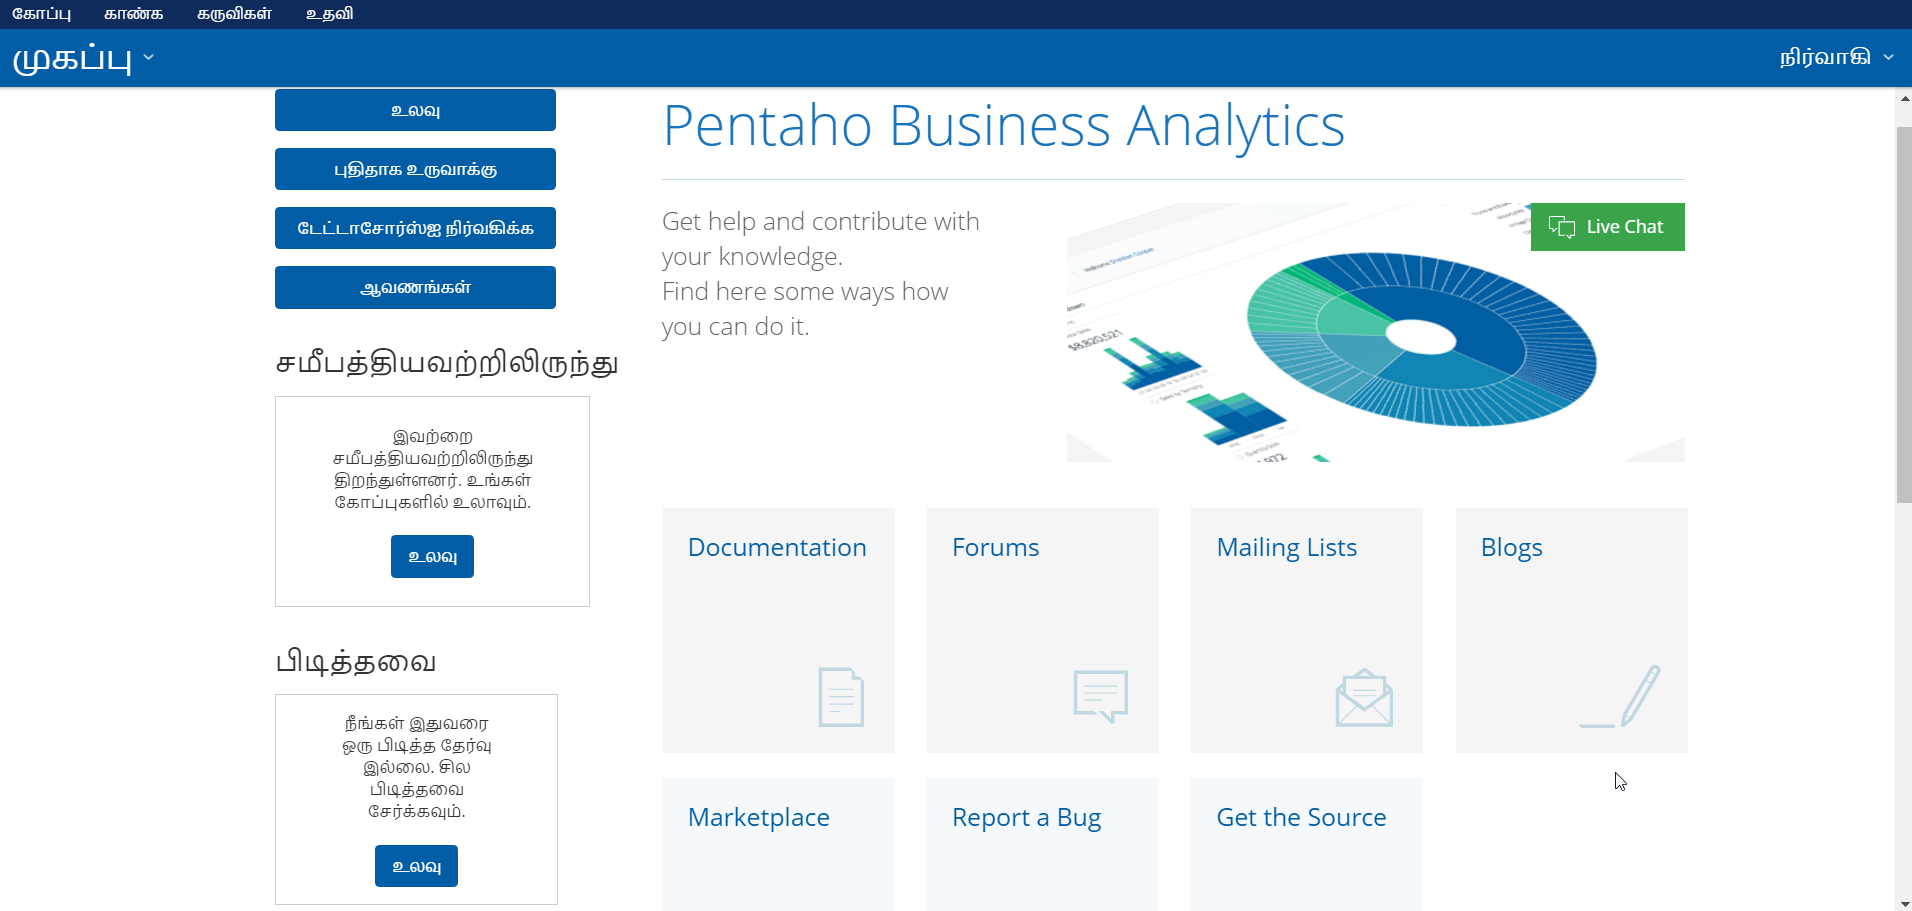 கோப்பு காண்க கருவிகள் உதவி
முகப்பு
நிர்வாகி
உலவு
புதிதாக உருவாக்கு
டேட்டாசோர்ஸ்ஐ நிர்வகிக்க
ஆவணங்கள்
சமீபத்தியவற்றிலிருந்து
இவற்றை
சமீபத்தியவற்றிலிருந்து
திறந்துள்ளனர். உங்கள்
கோப்புகளில் உலாவும்.
உலவு
பிடித்தவை
நீங்கள் இதுவரை
ஒரு பிடித்த தேர்வு
இல்லை. சில
பிடித்தவை
சேர்க்கவும்.
உலவு
Pentaho Business Analytics
Get help and contribute with
your knowledge.
Find here some ways how
you can do it.
Live Chat
$8,820,521
Documentation
Forums
Mailing Lists
Blogs
Marketplace
Report a Bug
Get the Source